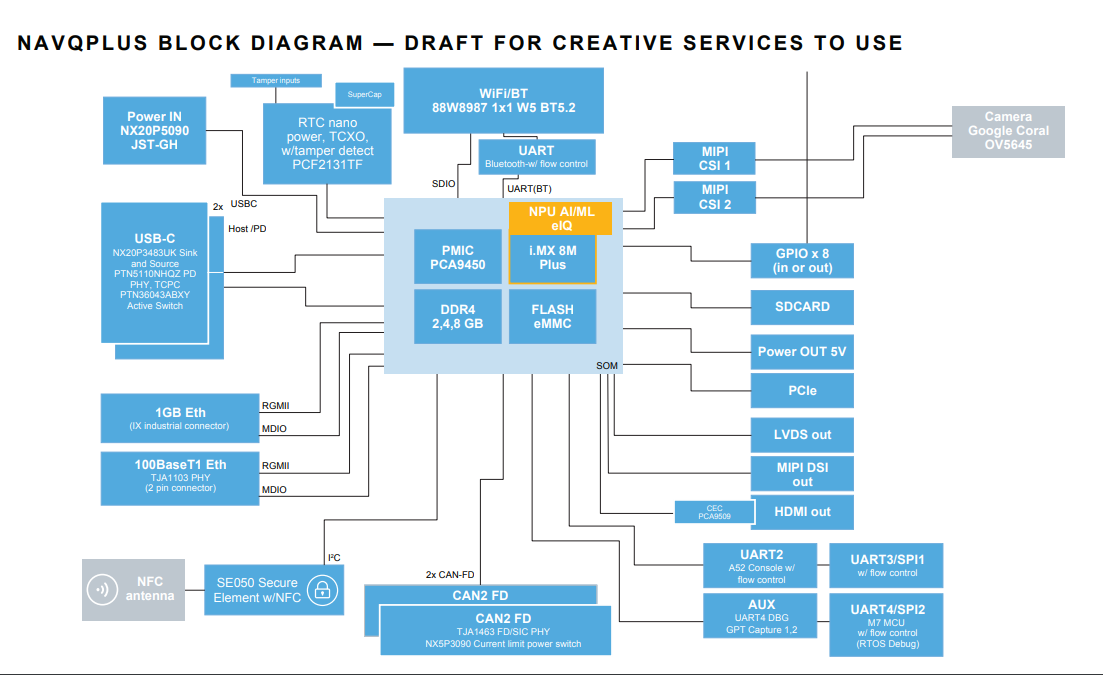 NAVQPLUS BLOCK DIAGRAM — DRAFT FOR CREATIVE SERVICES TO USE
Tamper inputs
SuperCap
Power IN
NX20P5090
JST-GH
RTC nano
power, TCXO,
w/tamper detect
PCF2131TF
WiFi/BT
88W8987 1x1 W5 BT5.2
UART
Bluetooth-w/ flow control
SDIO
UART(BT)
MIPI
CSI 1
MIPI
CSI 2
Camera
Google Coral
OV5645
2x
USBC
Host /PD
USB-C
NX20P3483UK Sink
and Source
PTN5110NHQZ PD
PHY, TCPC
PTN36043ABXY
Active Switch
NPU AI/ML
eIQ
PMIC
PCA9450
i.MX 8M
Plus
DDR4
2,4,8 GB
FLASH
eMMC
SOM
GPIO x 8
(in or out)
SDCARD
Power OUT 5V
PCIe
LVDS out
MIPI DSI
out
CEC
PCA9509
HDMI out
1GB Eth
(IX industrial connector)
RGMII
MDIO
100BaseT1 Eth
TJA1103 PHY
(2 pin connector)
RGMII
MDIO
NFC
antenna
I²C
SE050 Secure
Element w/NFC
2x CAN-FD
CAN2 FD
CAN2 FD
TJA1463 FD/SIC PHY
NX5P3090 Current limit power switch
UART2
A52 Console w/
flow control
UART3/SPI1
w/ flow control
AUX
UART4 DBG
GPT Capture 1,2
UART4/SPI2
M7 MCU
w/ flow control
(RTOS Debug)